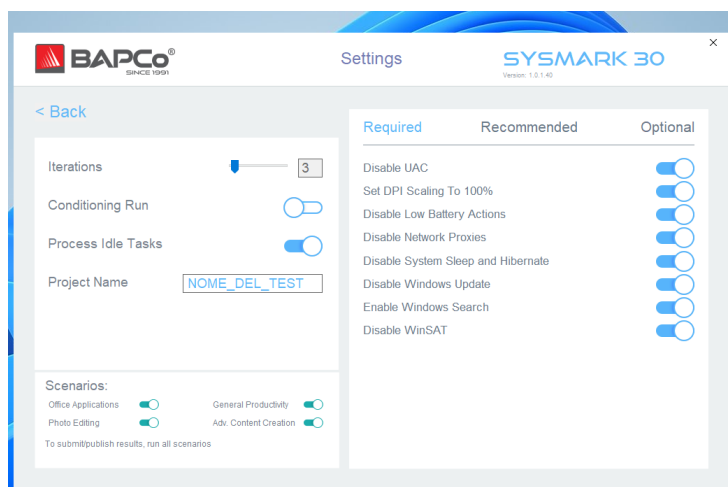 BAPCo®
SINCE 1991
Settings
SYSMARK 30
Version: 1.0.1.40
< Back
Iterations 3
Conditioning Run
Process Idle Tasks
Project Name NOME_DEL_TEST
Scenarios:
Office Applications General Productivity
Photo Editing Adv. Content Creation
To submit/publish results, run all scenarios
Required Recommended Optional
Disable UAC
Set DPI Scaling To 100%
Disable Low Battery Actions
Disable Network Proxies
Disable System Sleep and Hibernate
Disable Windows Update
Enable Windows Search
Disable WinSAT